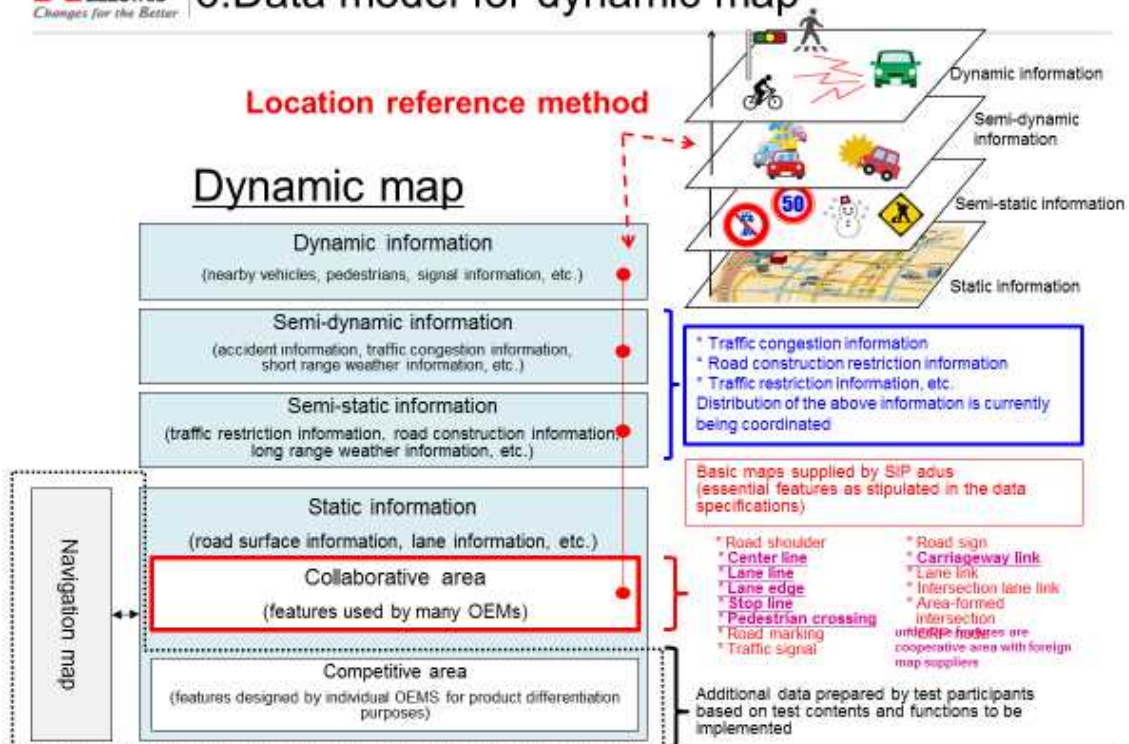 Changes for the Better
Data model for dynamic map
Location reference method
Dynamic map
Dynamic information
(nearby vehicles, pedestrians, signal information, etc.)
Semi-dynamic information
(accident information, traffic congestion information,
short range weather information, etc.)
Semi-static information
(traffic restriction information, road construction information,
long range weather information, etc.)
Static information
(road surface information, lane information, etc.)
Collaborative area
(features used by many OEMs)
Competitive area
(features designed by individual OEMS for product differentiation
purposes)
Navigation map
Dynamic information
Semi-dynamic
information
50
Semi-static information
Static information
* Traffic congestion information
* Road construction restriction information
* Traffic restriction information, etc.
Distribution of the above information is currently
being coordinated
Basic maps supplied by SIP adus
(essential features as stipulated in the data
specifications)
* Road shoulder
* Center line
* Lane line
* Lane edge
* Stop line
* Pedestrian crossing
* Road marking
* Traffic signal
* Road sign
* Carriageway link
* Lane link
* Intersection lane link
* Area-formed
intersection
are
cooperative area with foreign
map suppliers
Additional data prepared by test participants
based on test contents and functions to be
implemented